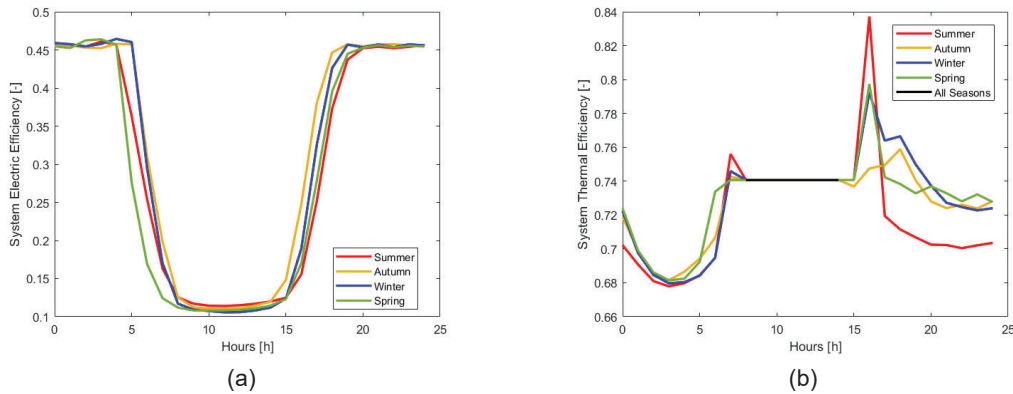 System Electric Efficiency [-]
0.5
0.45
0.4
0.35
0.3
0.25
0.2
0.15
0.1
0 5 10 15 20 25
Hours [h]
Summer
Autumn
Winter
Spring
(a)
System Thermal Efficiency [-]
0.84
0.82
0.8
0.78
0.76
0.74
0.72
0.7
0.68
0.66
0 5 10 15 20 25
Hours [h]
Summer
Autumn
Winter
Spring
All Seasons
(b)